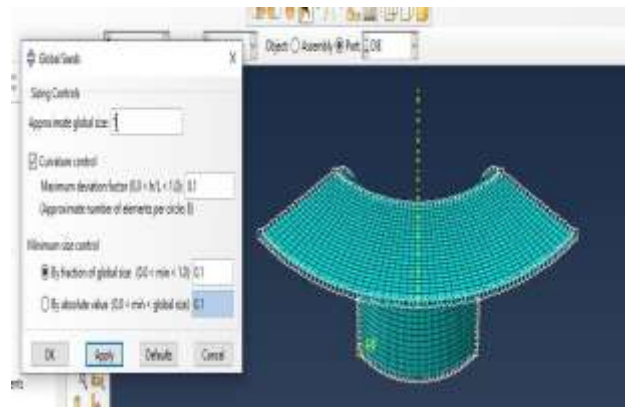 Object: Assembly Part: DIE
Global Seeds X
Sizing Controls
Approximate global size:
Curvature control
Maximum deviation factor (0.0 < h/L < 1.0): 0.1
(Approximate number of elements per circle: 8)
Minimum size control
By fraction of global size (0.0 < min < 1.0) 0.1
By absolute value (0.0 < min < global size) 0.1
OK Apply Defaults Cancel